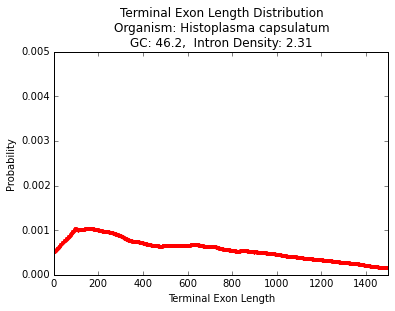 Terminal Exon Length Distribution
Organism: Histoplasma capsulatum
GC: 46.2,  Intron Density: 2.31
0.005
0.004
0.003
0.002
0.001
0.000
Probability
0 200 400 600 800 1000 1200 1400
Terminal Exon Length